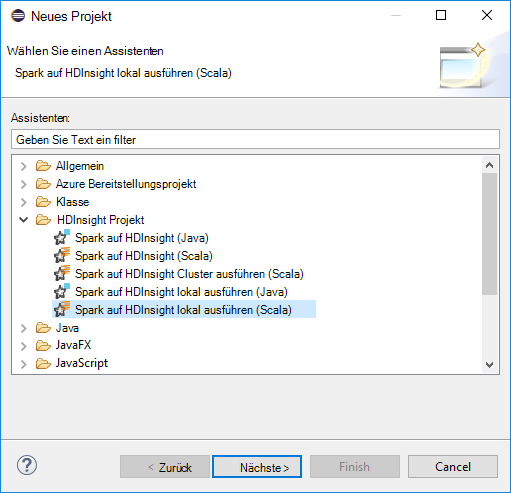 Neues Projekt
Wählen Sie einen Assistenten
Spark auf HDInsight lokal ausführen (Scala)
Assistenten:
Geben Sie Text ein filter
Allgemein
Azure Bereitstellungsprojekt
Klasse
HDInsight Projekt
Spark auf HDInsight (Java)
Spark auf HDInsight (Scala)
Spark auf HDInsight Cluster ausführen (Scala)
Spark auf HDInsight lokal ausführen (Java)
Spark auf HDInsight lokal ausführen (Scala)
Java
JavaFX
JavaScript
? < Zurück Nächste > Finish Cancel